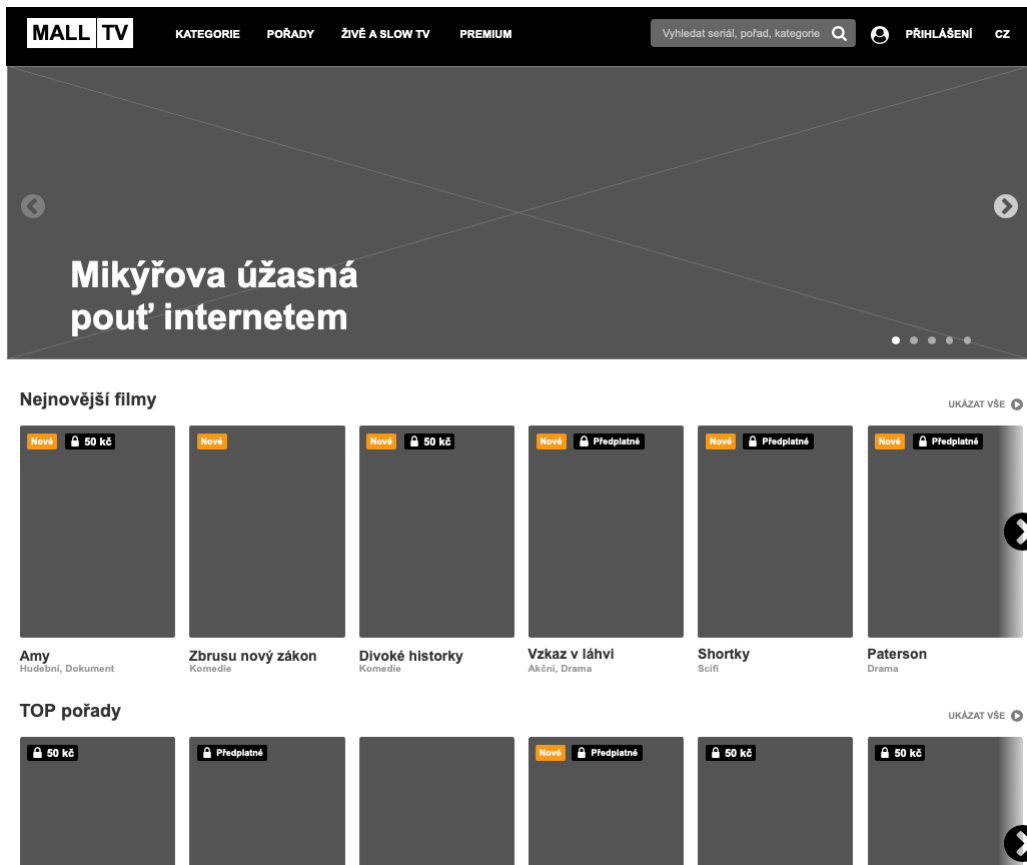 MALL TV
KATEGORIE POŘADY ŽIVĚ A SLOW TV PREMIUM Vyhledat seriál, pořad, kategorie PŘIHLÁŠENÍ CZ
Mikýřova úžasná
pouť internetem
Nejnovější filmy UKÁZAT VŠE
Nové 50 kč Nové Nové 50 kč Nové Předplatné Nové Předplatné Nové Předplatné
Amy Zbrusu nový zákon Divoké historky Vzkaz v láhvi Shortky Paterson
Hudební, Dokument Komedie Komedie Akční, Drama Scifi Drama
TOP pořady UKÁZAT VŠE
50 kč Předplatné Nové Předplatné 50 kč 50 kč